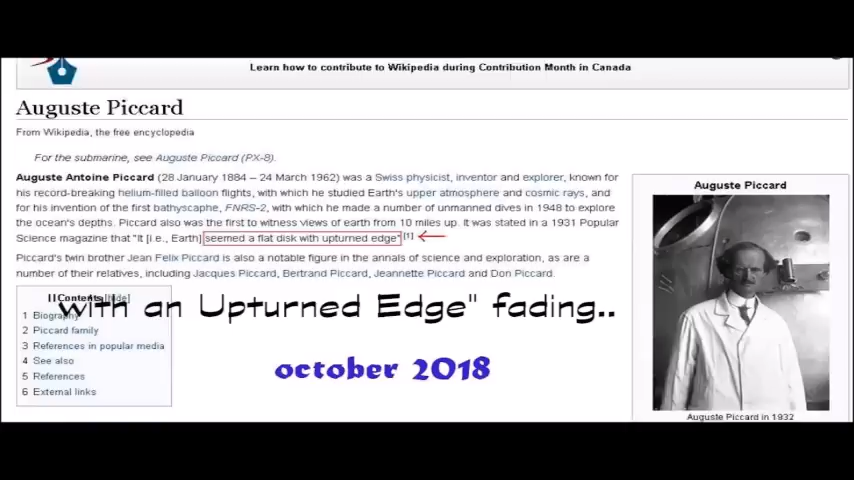 Learn how to contribute to Wikipedia during Contribution Month in Canada
Auguste Piccard
From Wikipedia, the free encyclopedia
For the submarine, see Auguste Piccard (PX-8).
Auguste Antoine Piccard (28 January 1884 – 24 March 1962) was a Swiss physicist, inventor and explorer, known for
his record-breaking helium-filled balloon flights, with which he studied Earth's upper atmosphere and cosmic rays, and
for his invention of the first bathyscaphe, FNRS-2, with which he made a number of unmanned dives in 1948 to explore
the ocean's depths. Piccard also was the first to witness views of earth from 10 miles up. It was stated in a 1931 Popular
Science magazine that "It [i.e., Earth] seemed a flat disk with upturned edge" [1]
Piccard's twin brother Jean Felix Piccard is also a notable figure in the annals of science and exploration, as are a
number of their relatives, including Jacques Piccard, Bertrand Piccard, Jeannette Piccard and Don Piccard.
Contents [hide]
with an Upturned Edge" fading..
1 Biography
2 Piccard family
3 References in popular media
4 See also
5 References
6 External links
october 2018
Auguste Piccard
Auguste Piccard in 1932